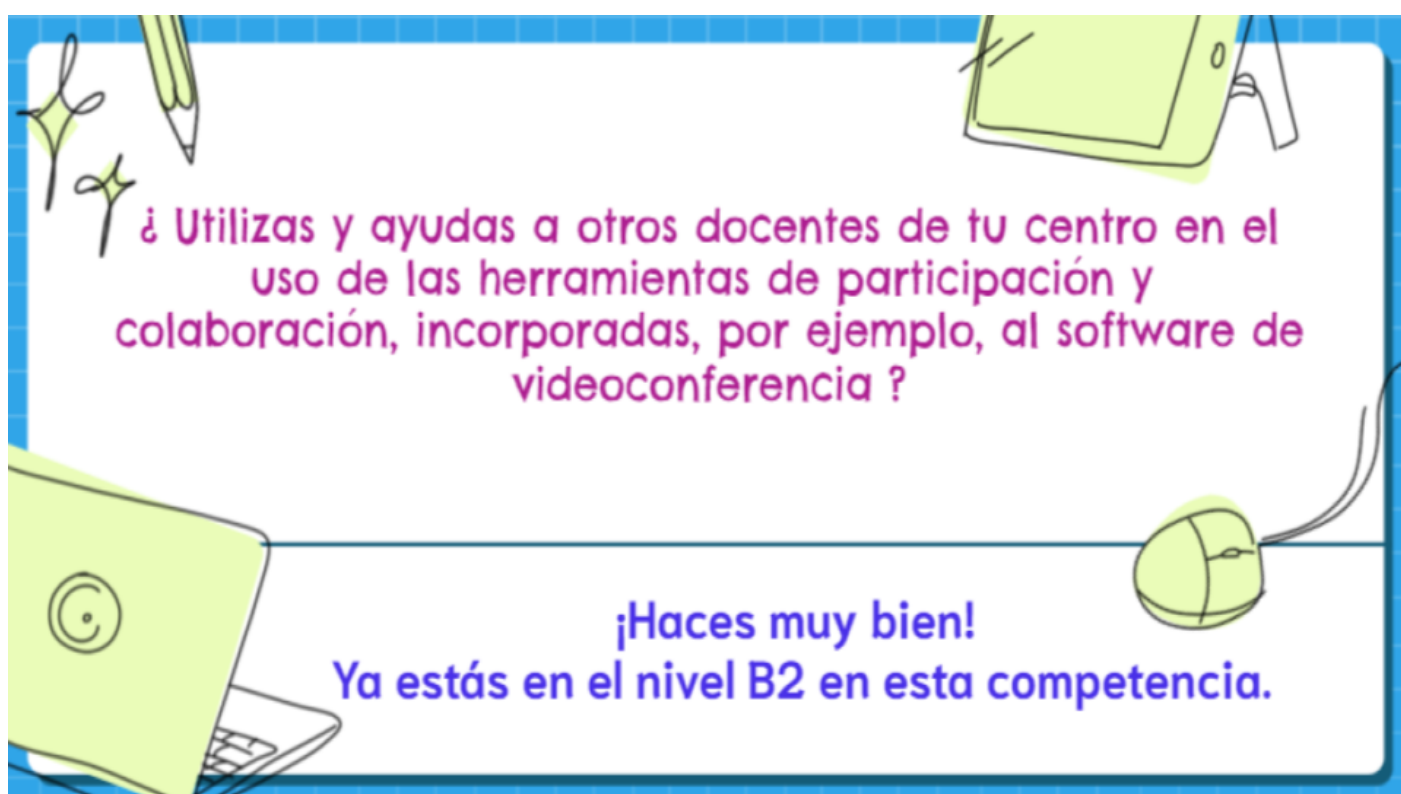 ¿ Utilizas y ayudas a otros docentes de tu centro en el
uso de las herramientas de participación y
colaboración, incorporadas, por ejemplo, al software de
videoconferencia ?
¡Haces muy bien!
Ya estás en el nivel B2 en esta competencia.